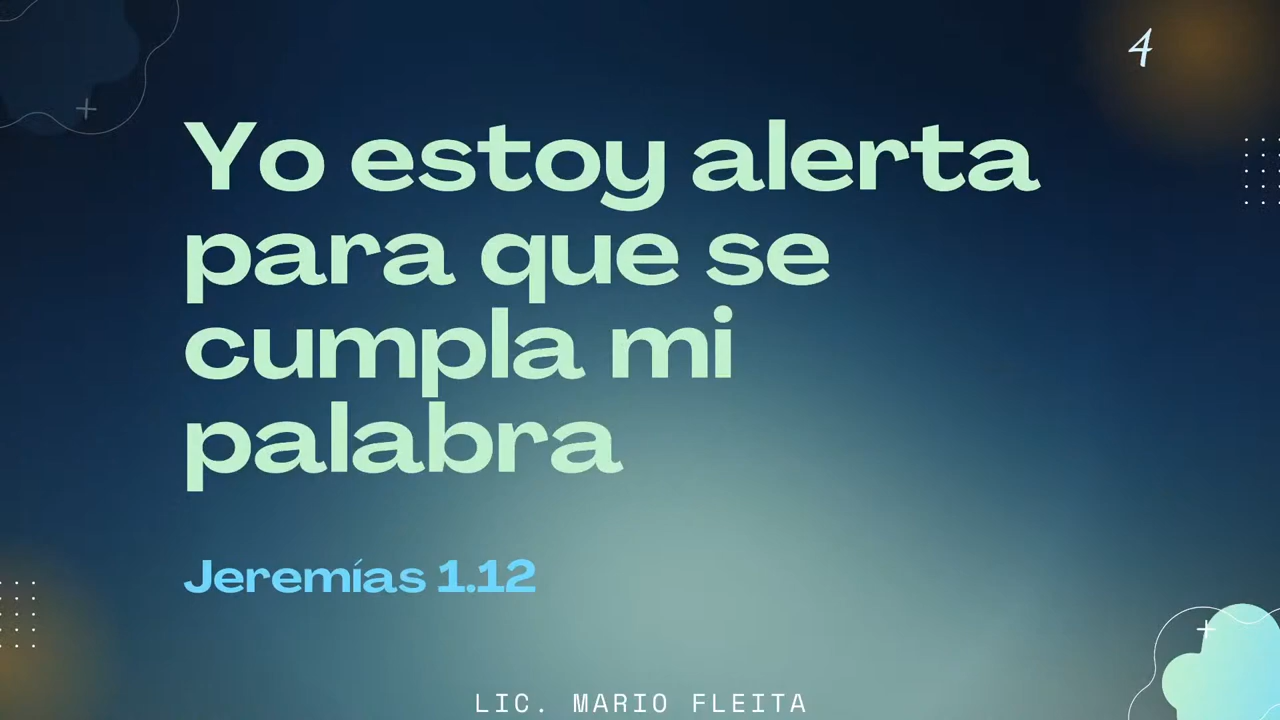 4
Yo estoy alerta
para que se
cumpla mi
palabra
Jeremías 1.12
LIC. MARIO FLEITA